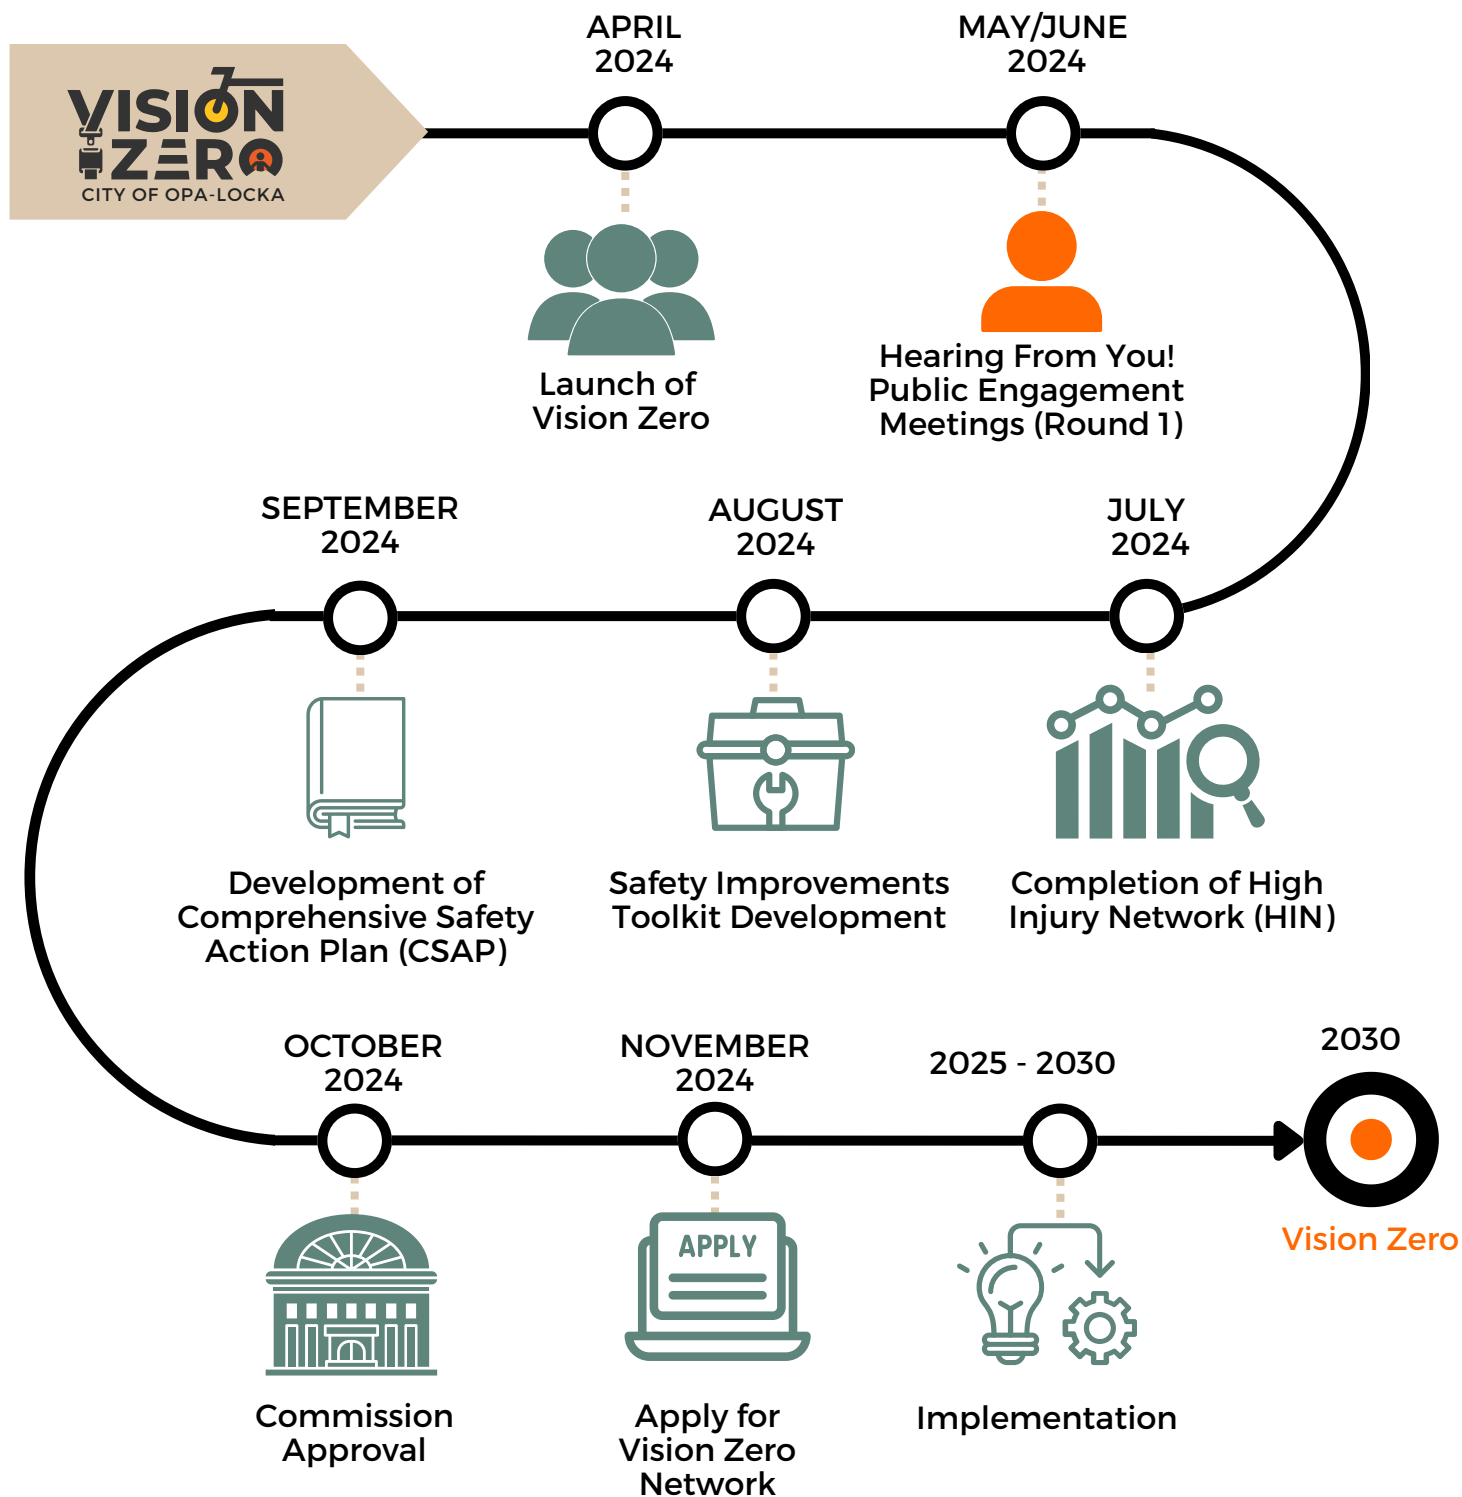 VISION
ZERO
CITY OF OPA-LOCKA
APRIL
2024
Launch of
Vision Zero
MAY/JUNE
2024
Hearing From You!
Public Engagement
Meetings (Round 1)
JULY
2024
Completion of High
Injury Network (HIN)
AUGUST
2024
Safety Improvements
Toolkit Development
SEPTEMBER
2024
Development of
Comprehensive Safety
Action Plan (CSAP)
OCTOBER
2024
Commission
Approval
NOVEMBER
2024
APPLY
Apply for
Vision Zero
Network
2025 - 2030
Implementation
2030
Vision Zero